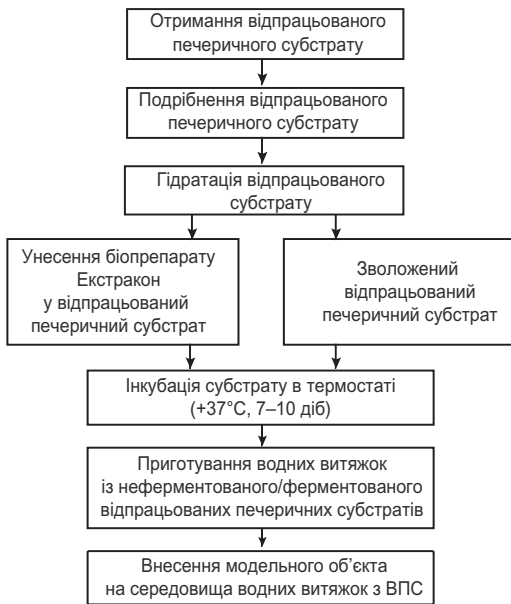 Отримання відпрацьованого
печеричного субстрату
Подрібнення відпрацьованого
печеричного субстрату
Гідратація відпрацьованого
субстрату
Унесення біопрепарату
Екстракон
у відпрацьований
печеричний субстрат
Зволожений
відпрацьований
печеричний субстрат
Інкубація субстрату в термостаті
(+37°C, 7–10 діб)
Приготування водних витяжок
із неферментованого/ферментованого
відпрацьованих печеричних субстратів
Внесення модельного об’єкта
на середовища водних витяжок з ВПС